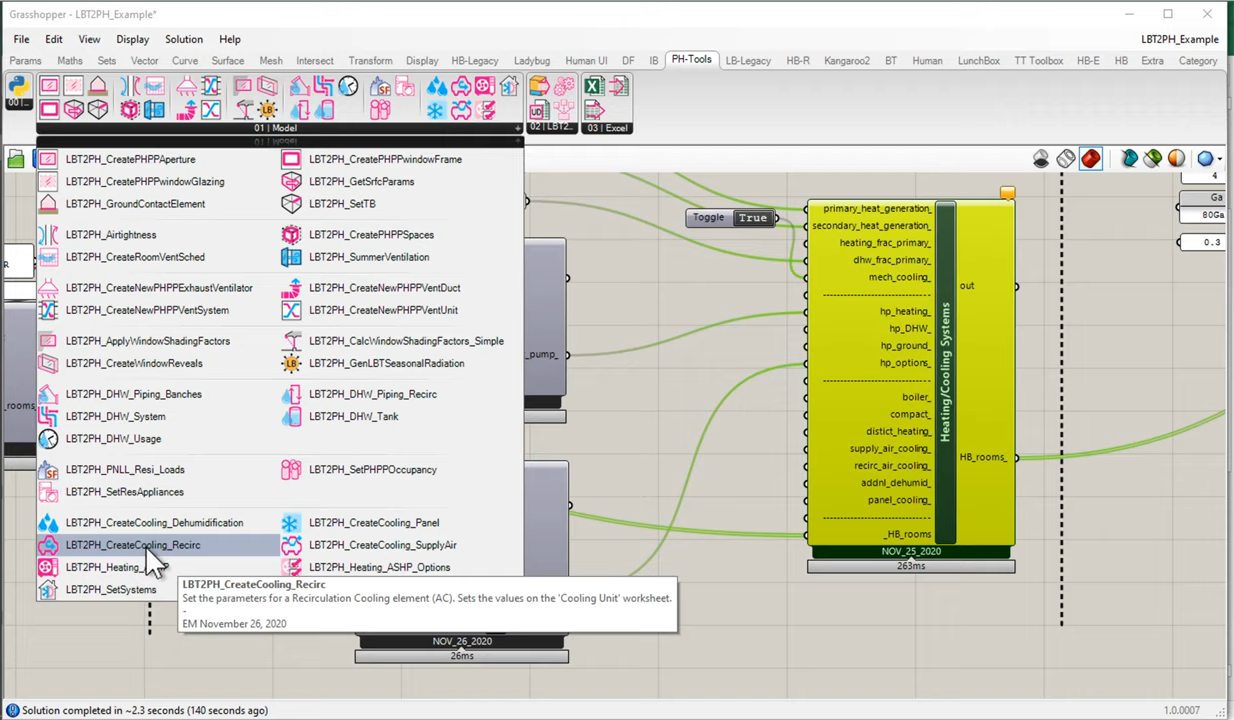 Grasshopper - LBT2PH_Example*
File Edit View Display Solution Help
LBT2PH_Example
Params Maths Sets Vector Curve Surface Mesh Intersect Transform Display HB-Legacy Ladybug Human UI DF IB PH-Tools LB-Legacy HB-R Kangaroo2 BT Human LunchBox TT Toolbox HB-E HB Extra Category
001|...
01 | Model
02 | LBT2...
03 | Excel
01 | Model
LBT2PH_CreatePHPPAperture
LBT2PH_CreatePHPPwindowFrame
LBT2PH_CreatePHPPwindowGlazing
LBT2PH_GetSrfcParams
LBT2PH_GroundContactElement
LBT2PH_SetTB
LBT2PH_Airtightness
LBT2PH_CreatePHPPSpaces
LBT2PH_CreateRoomVentSched
LBT2PH_SummerVentilation
LBT2PH_CreateNewPHPPExhaustVentilator
LBT2PH_CreateNewPHPPVentDuct
LBT2PH_CreateNewPHPPVentSystem
LBT2PH_CreateNewPHPPVentUnit
LBT2PH_ApplyWindowShadingFactors
LBT2PH_CalcWindowShadingFactors_Simple
LBT2PH_CreateWindowReveals
LBT2PH_GenLBTSeasonalRadiation
LBT2PH_DHW_Piping_Banches
LBT2PH_DHW_Piping_Recirc
LBT2PH_DHW_System
LBT2PH_DHW_Tank
LBT2PH_DHW_Usage
LBT2PH_PNLL_Resi_Loads
LBT2PH_SetPHPPOccupancy
LBT2PH_SetResAppliances
LBT2PH_CreateCooling_Dehumidification
LBT2PH_CreateCooling_Panel
LBT2PH_CreateCooling_Recirc
LBT2PH_CreateCooling_SupplyAir
LBT2PH_Heating_
LBT2PH_Heating_ASHP_Options
LBT2PH_SetSystems
LBT2PH_CreateCooling_Recirc
Set the parameters for a Recirculation Cooling element (AC). Sets the values on the 'Cooling Unit' worksheet.
-
EM November 26, 2020
R
_rooms_
_pump_
NOV_26_2020
26ms
Toggle True
primary_heat_generation_
secondary_heat_generation_
heating_frac_primary_
dhw_frac_primary_
mech_cooling_
hp_heating_
hp_DHW_
hp_ground_
hp_options_
boiler_
compact_
distict_heating_
supply_air_cooling_
recirc_air_cooling_
addnl_dehumid_
panel_cooling_
_HB_rooms
Heating/Cooling Systems
out
HB_rooms_
NOV_25_2020
263ms
4
Ga
80Ga
0.3
Solution completed in ~2.3 seconds (140 seconds ago)
1.0.0007